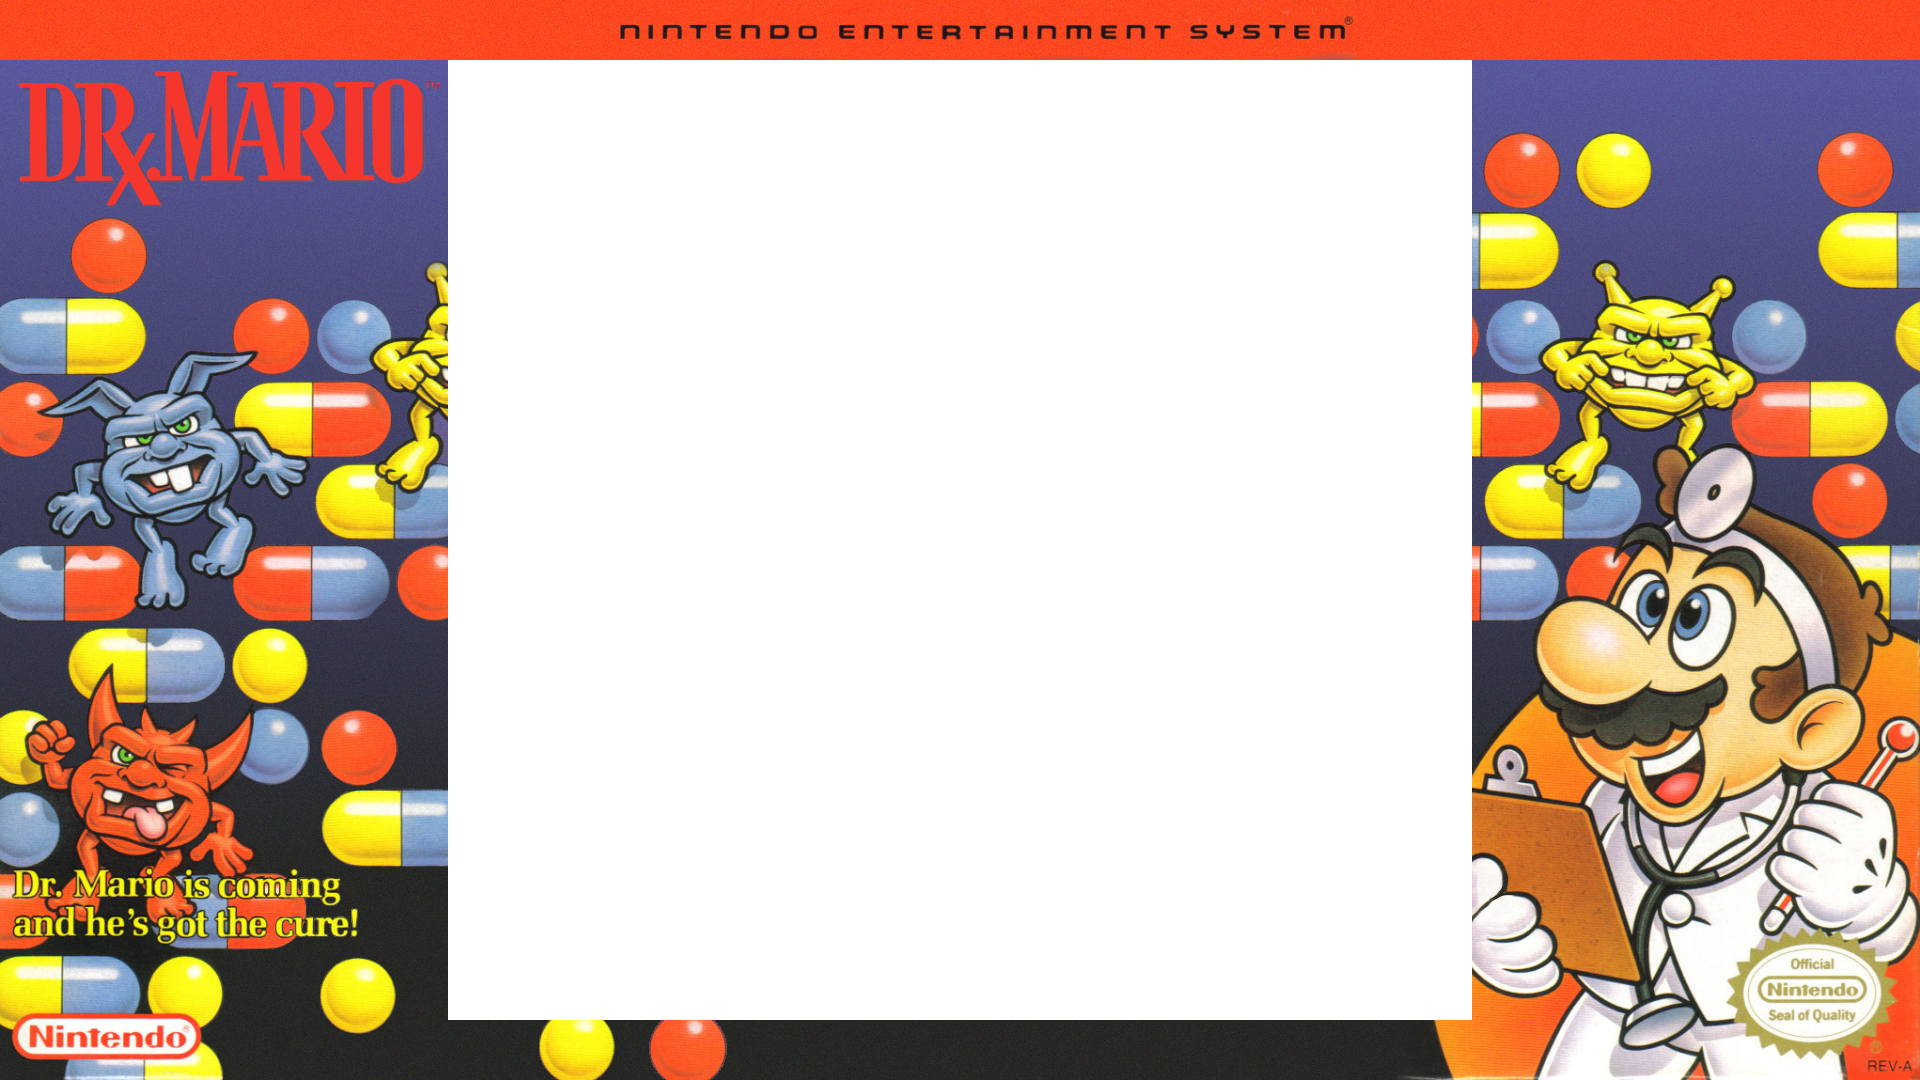 NINTENDO ENTERTAINMENT SYSTEM®
DR. MARIO™
Dr. Mario is coming
and he's got the cure!
Nintendo®
Official
Nintendo
Seal of Quality
REV-A